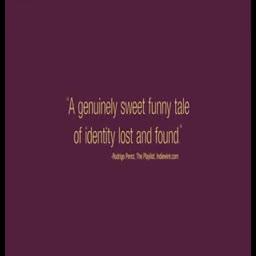 "A genuinely sweet funny tale
of identity lost and found."
-Rodrigo Perez, The Playlist, Indiewire.com